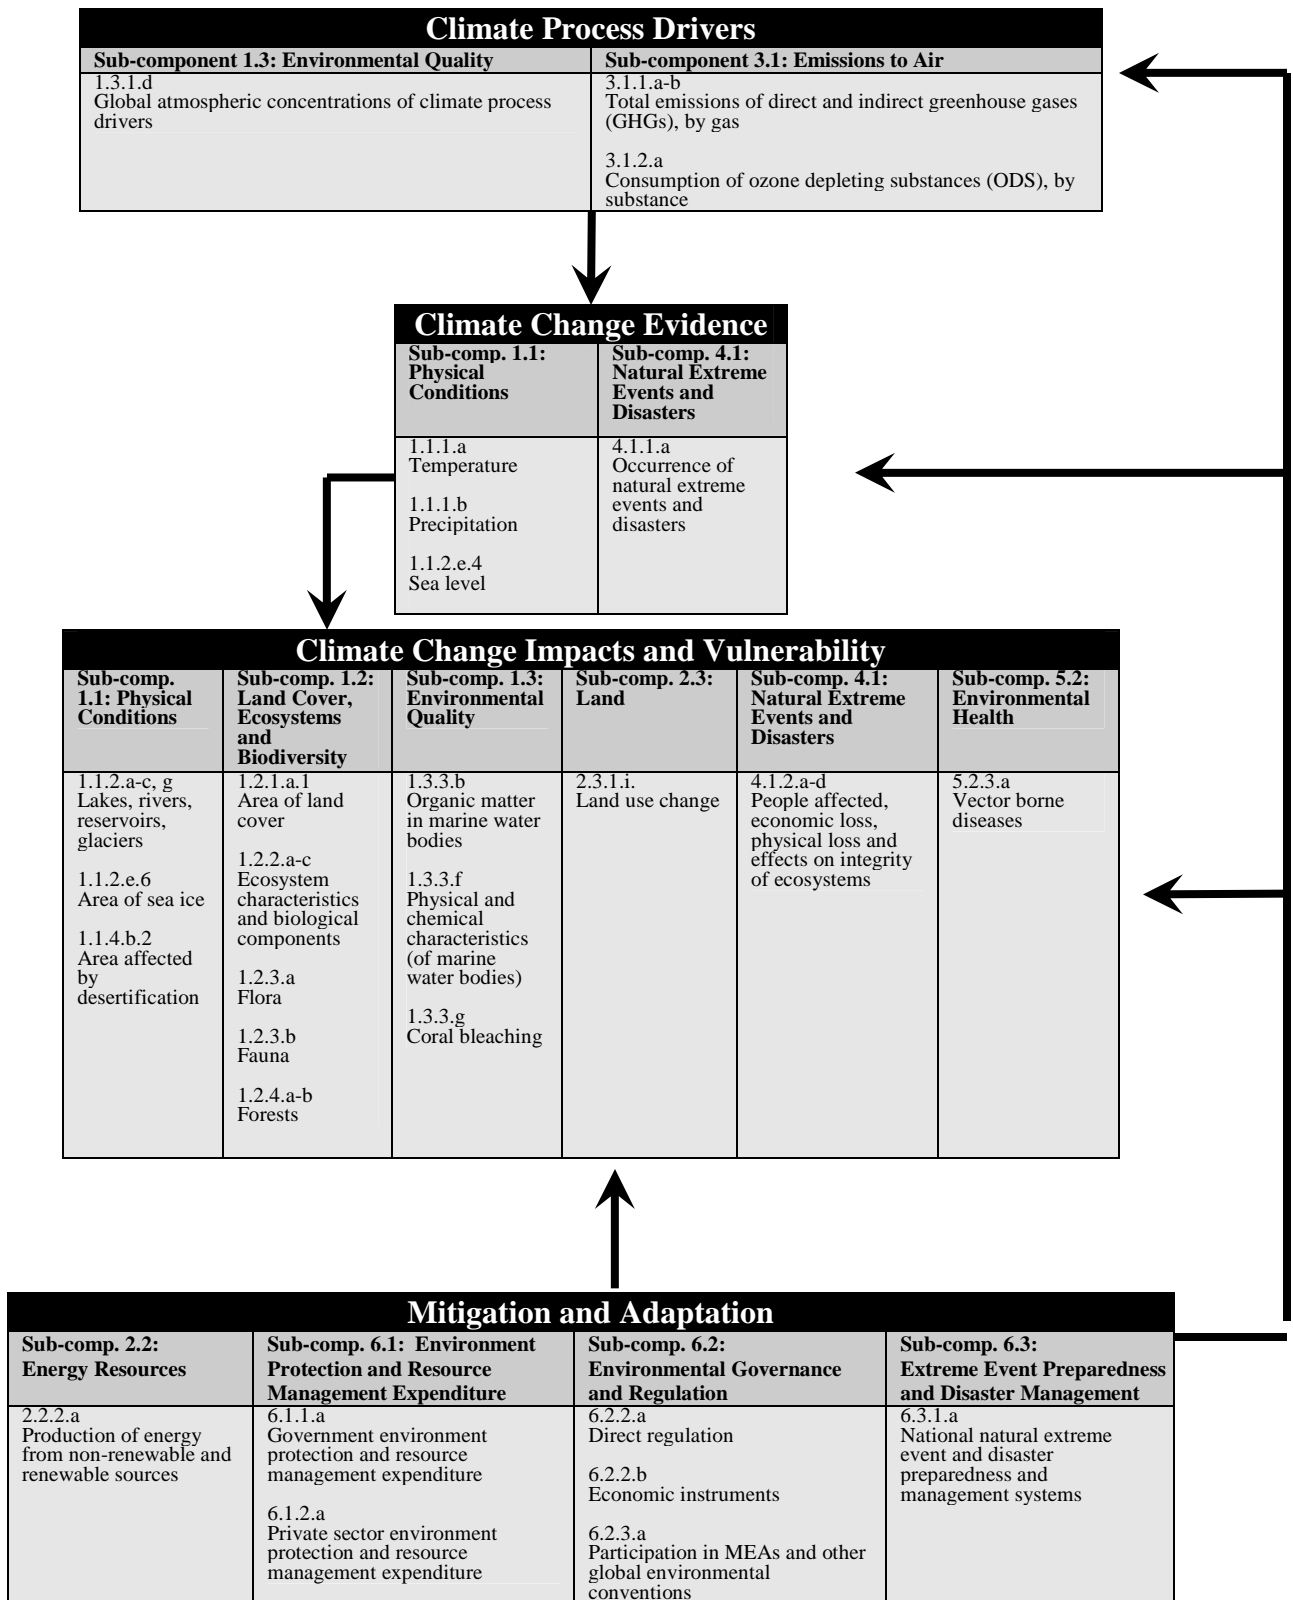 Climate Process Drivers
Sub-component 1.3: Environmental Quality
1.3.1.d
Global atmospheric concentrations of climate process
drivers
Sub-component 3.1: Emissions to Air
3.1.1.a-b
Total emissions of direct and indirect greenhouse gases
(GHGs), by gas
3.1.2.a
Consumption of ozone depleting substances (ODS), by
substance
Climate Change Evidence
Sub-comp. 1.1:
Physical
Conditions
1.1.1.a
Temperature
1.1.1.b
Precipitation
1.1.2.e.4
Sea level
Sub-comp. 4.1:
Natural Extreme
Events and
Disasters
4.1.1.a
Occurrence of
natural extreme
events and
disasters
Climate Change Impacts and Vulnerability
Sub-comp.
1.1: Physical
Conditions
1.1.2.a-c, g
Lakes, rivers,
reservoirs,
glaciers
1.1.2.e.6
Area of sea ice
1.1.4.b.2
Area affected
by
desertification
Sub-comp. 1.2:
Land Cover,
Ecosystems
and
Biodiversity
1.2.1.a.1
Area of land
cover
1.2.2.a-c
Ecosystem
characteristics
and biological
components
1.2.3.a
Flora
1.2.3.b
Fauna
1.2.4.a-b
Forests
Sub-comp. 1.3:
Environmental
Quality
1.3.3.b
Organic matter
in marine water
bodies
1.3.3.f
Physical and
chemical
characteristics
(of marine
water bodies)
1.3.3.g
Coral bleaching
Sub-comp. 2.3:
Land
2.3.1.i.
Land use change
Sub-comp. 4.1:
Natural Extreme
Events and
Disasters
4.1.2.a-d
People affected,
economic loss,
physical loss and
effects on integrity
of ecosystems
Sub-comp. 5.2:
Environmental
Health
5.2.3.a
Vector borne
diseases
Mitigation and Adaptation
Sub-comp. 2.2:
Energy Resources
2.2.2.a
Production of energy
from non-renewable and
renewable sources
Sub-comp. 6.1: Environment
Protection and Resource
Management Expenditure
6.1.1.a
Government environment
protection and resource
management expenditure
6.1.2.a
Private sector environment
protection and resource
management expenditure
Sub-comp. 6.2:
Environmental Governance
and Regulation
6.2.2.a
Direct regulation
6.2.2.b
Economic instruments
6.2.3.a
Participation in MEAs and other
global environmental
conventions
Sub-comp. 6.3:
Extreme Event Preparedness
and Disaster Management
6.3.1.a
National natural extreme
event and disaster
preparedness and
management systems